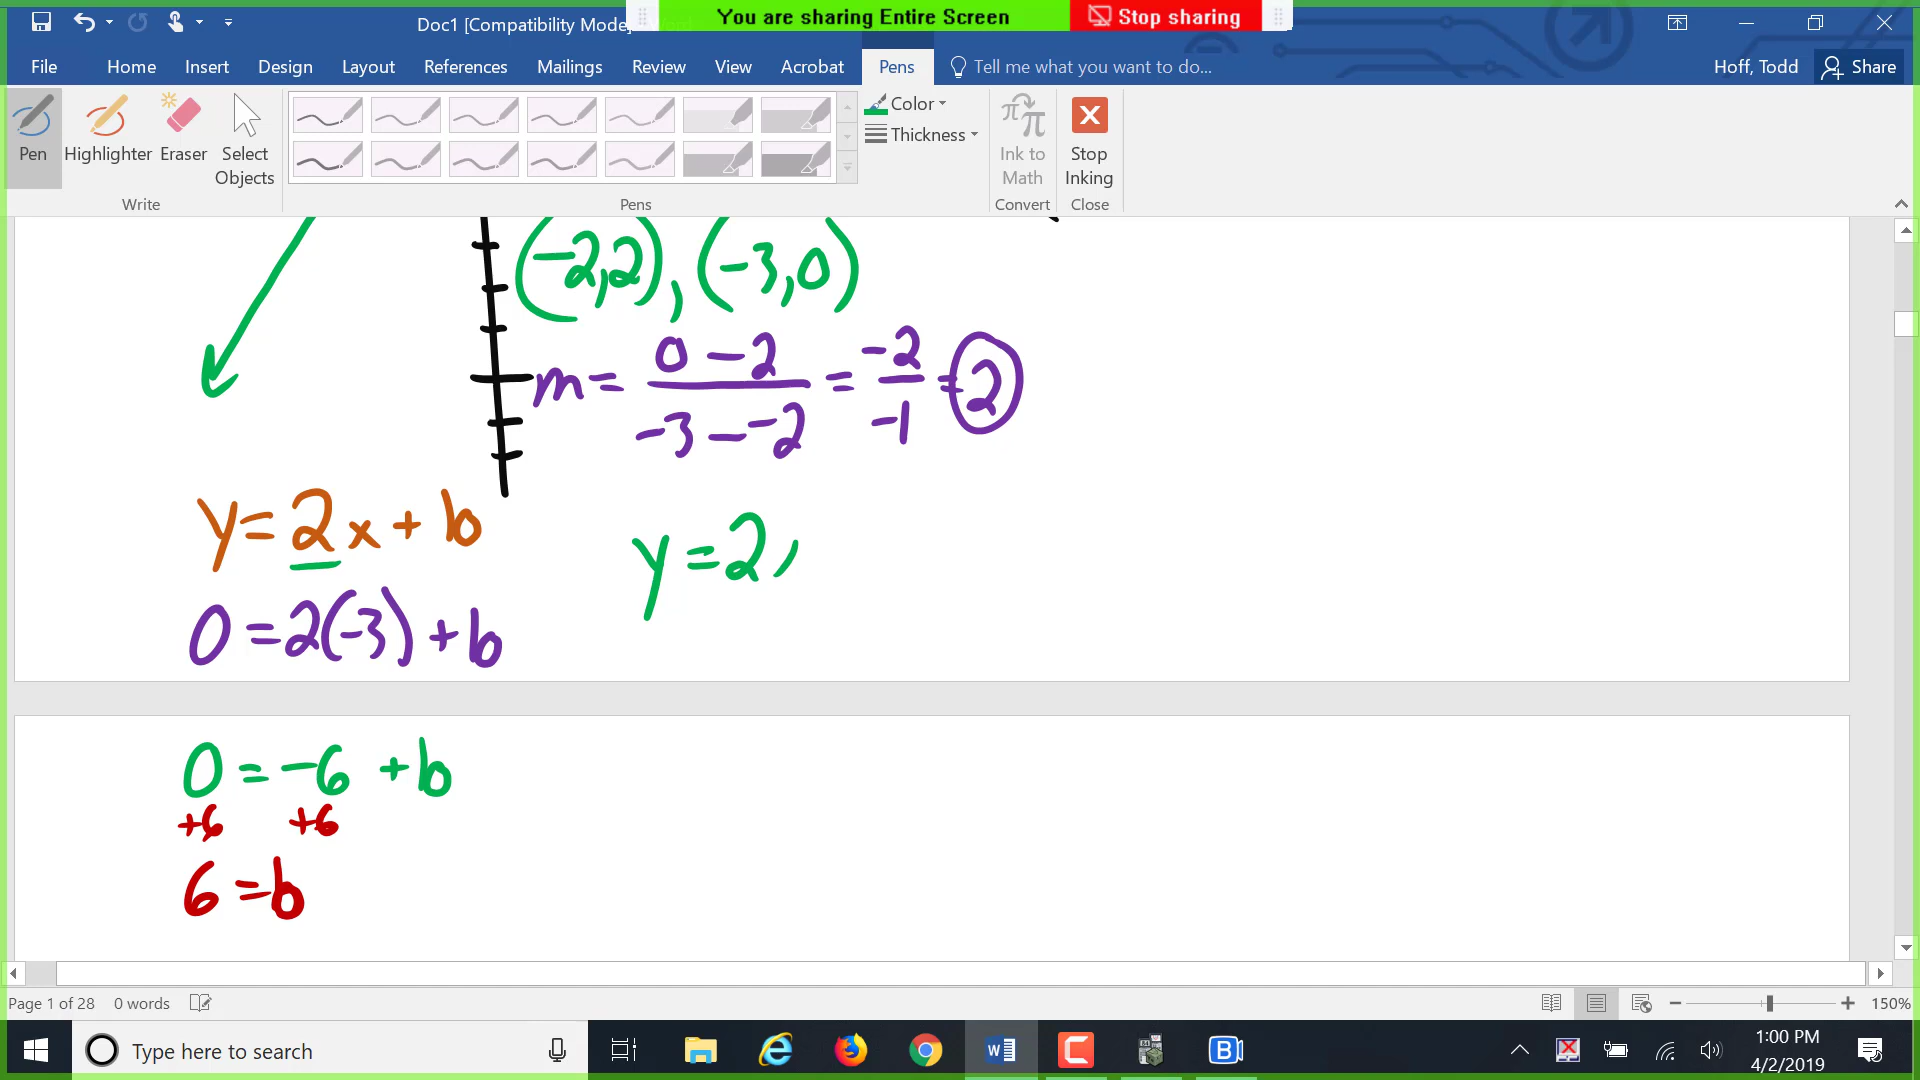 You are sharing Entire Screen Stop sharing
Doc1 [Compatibility Mode]
File Home Insert Design Layout References Mailings Review View Acrobat Pens Tell me what you want to do... Hoff, Todd Share
Pen Highlighter Eraser Select Objects
Color
Thickness
Ink to Math
Stop Inking
Write Pens Convert Close
(-2,2), (-3,0)
m = 0 - 2 / -3 - -2 = -2 / -1 = 2
y = 2x + b
y = 2
0 = 2(-3) + b
0 = -6 + b
+6 +6
6 = b
Page 1 of 28 0 words 150%
Type here to search
1:00 PM
4/2/2019